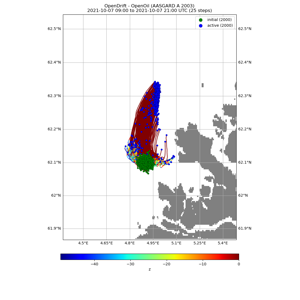 OpenDrift - OpenOil (AASGARD A 2003)
2021-10-07 09:00 to 2021-10-07 21:00 UTC (25 steps)
initial (2000)
active (2000)
62.5°N 62.5°N
62.4°N 62.4°N
62.3°N 62.3°N
62.2°N 62.2°N
62.1°N 62.1°N
62°N 62°N
61.9°N 61.9°N
4.5°E 4.65°E 4.8°E 4.95°E 5.1°E 5.25°E 5.4°E
−40 −30 −20 −10 0
z